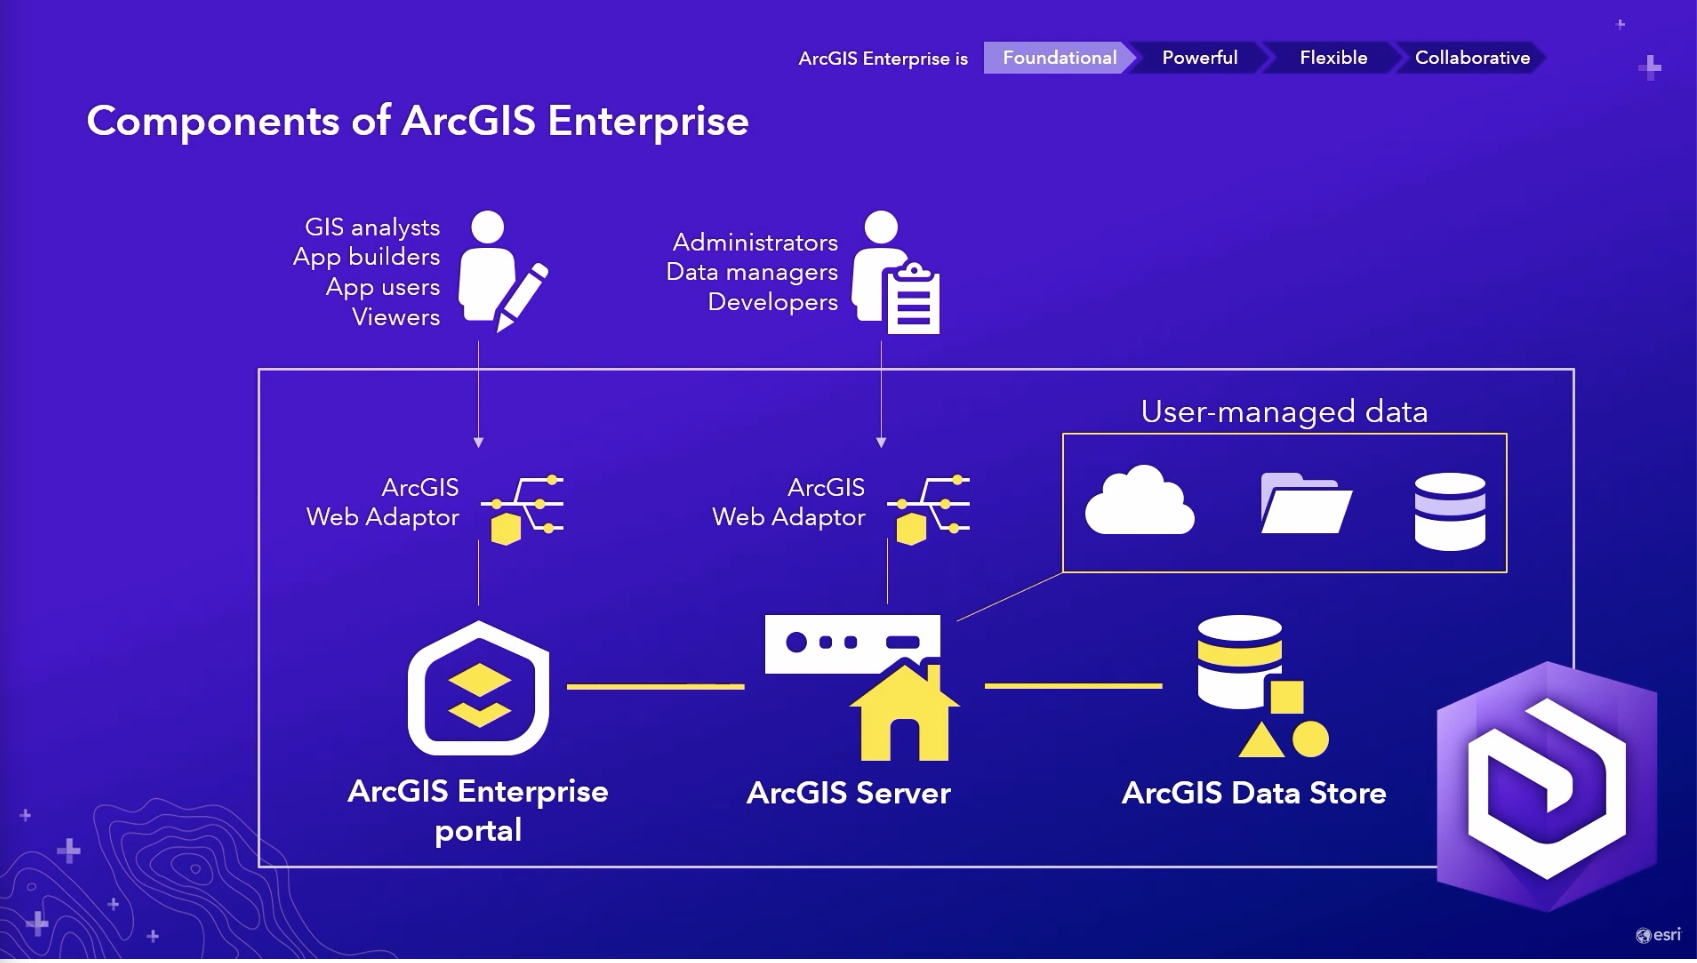 ArcGIS Enterprise is
Foundational
Powerful
Flexible
Collaborative
Components of ArcGIS Enterprise
GIS analysts
App builders
App users
Viewers
Administrators
Data managers
Developers
User-managed data
ArcGIS
Web Adaptor
ArcGIS
Web Adaptor
ArcGIS Enterprise
portal
ArcGIS Server
ArcGIS Data Store
esri